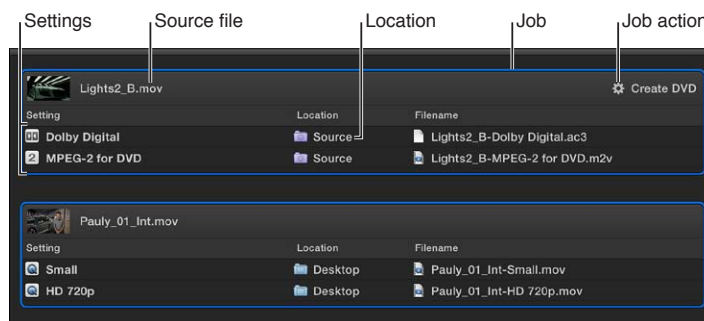 Settings Source file Location Job Job action
Lights2_B.mov Create DVD
Setting Location Filename
Dolby Digital Source Lights2_B-Dolby Digital.ac3
2 MPEG-2 for DVD Source Lights2_B-MPEG-2 for DVD.m2v
Pauly_01_Int.mov
Setting Location Filename
Small Desktop Pauly_01_Int-Small.mov
HD 720p Desktop Pauly_01_Int-HD 720p.mov